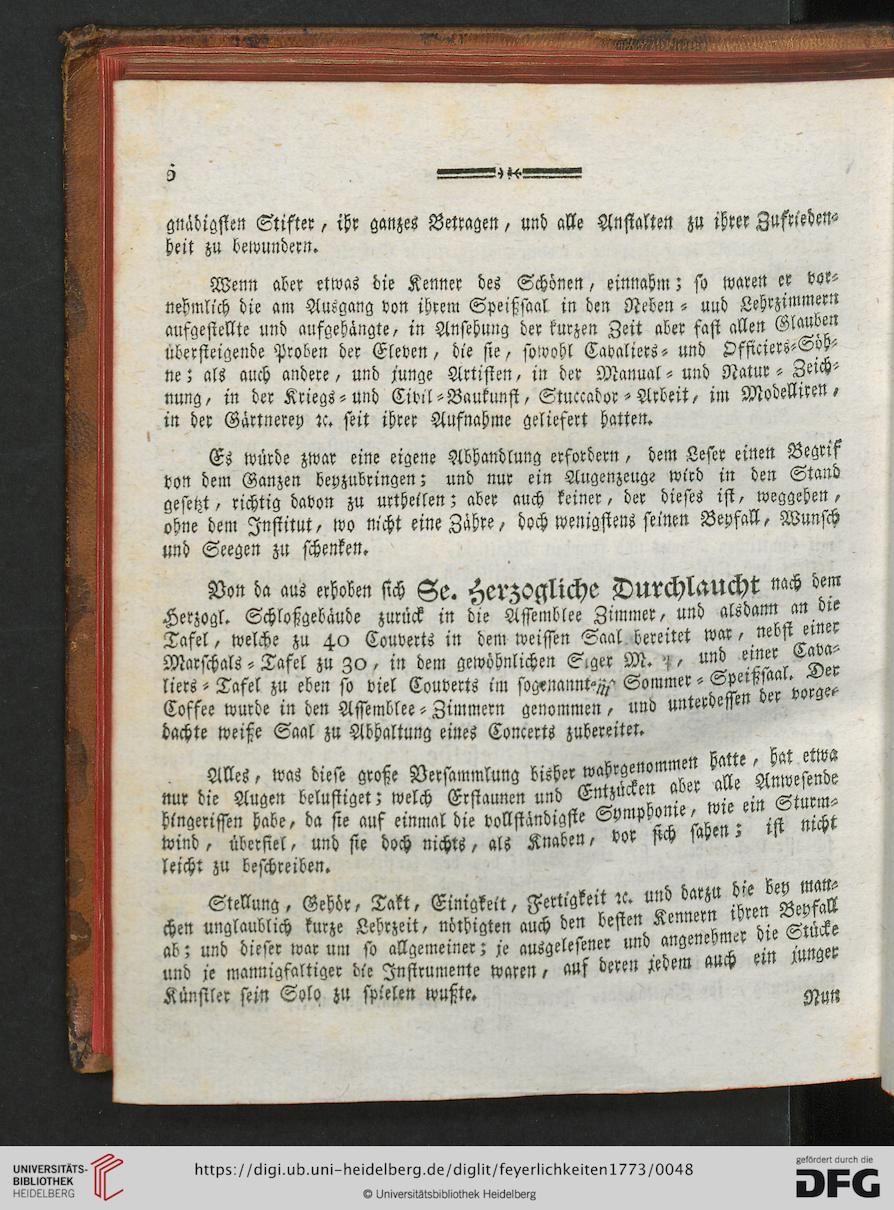 6
gnädigsten Stifter, ihr ganzes Betragen, und alle Anstalten zu ihrer Zufrieden-
heit zu bewundern.
Wenn aber etwas die Kenner des Schönen, einnahm; so waren er vor-
nehmlich die am Ausgang von ihrem Speißsaal in den Neben- uud Lehrzimmern
aufgestellte und aufgehängte, in Ansehung der kurzen Zeit aber fast allen Glauben
übersteigende Proben der Eleven, die sie, sowohl Cavaliers- und Officiers-Söh-
ne; als auch andere, und junge Artisten, in der Manual- und Natur-Zeich-
nung, in der Kriegs- und Civil-Baukunst, Stuccador-Arbeit, im Modelliren,
in der Gärtnerey ꝛc. seit ihrer Aufnahme geliefert hatten.
Es würde zwar eine eigene Abhandlung erfordern, dem Leser einen Begrif
von dem Ganzen beyzubringen; und nur ein Augenzeuge wird in den Stand
gesetzt, richtig davon zu urtheilen; aber auch keiner, der dieses ist, weggehen,
ohne dem Institut, wo nicht eine Zähre, doch wenigstens seinen Beyfall, Wunsch
und Seegen zu schenken.
Von da aus erhoben sich Se. Herzogliche Durchlaucht nach dem
Herzogl. Schloßgebäude zurück in die Assemblee Zimmer, und alsdann an die
Tafel, welche zu 40 Couverts in dem weissen Saal bereitet war, nebst einer
Marschals-Tafel zu 30, in dem gewöhnlichen und einer Cava-
liers-Tafel zu eben so viel Couverts im Sommer-Speißsaal. Der
Coffee wurde in den Assemblee-Zimmern genommen, und unterdessen der vorge-
dachte weiße Saal zu Abhaltung eines Concerts zubereitet.
Alles, was diese große Versammlung bisher wahrgenommen hatte, hat etwa
nur die Augen belustiget; welch Erstaunen und Entzücken aber alle Anwesende
hingerissen habe, da sie auf einmal die vollständigste Symphonie, wie ein Sturm-
wind, überfiel, und sie doch nichts, als Knaben, vor sich sahen; ist nicht
leicht zu beschreiben.
Stellung, Gehör, Takt, Einigkeit, Fertigkeit ꝛc. und darzu die bey man-
chen unglaublich kurze Lehrzeit, nöthigten auch den besten Kennern ihren Beyfall
ab; und dieser war um so allgemeiner; je ausgelesener und angenehmer die Stücke
und je mannigfaltiger die Instrumente waren, auf deren jedem auch ein junger
Künstler sein Solo zu spielen wußte.
Nun
UNIVERSITÄTS-
BIBLIOTHEK
HEIDELBERG
https://digi.ub.uni-heidelberg.de/diglit/feyerlichkeiten1773/0048
© Universitätsbibliothek Heidelberg
gefördert durch die
DFG